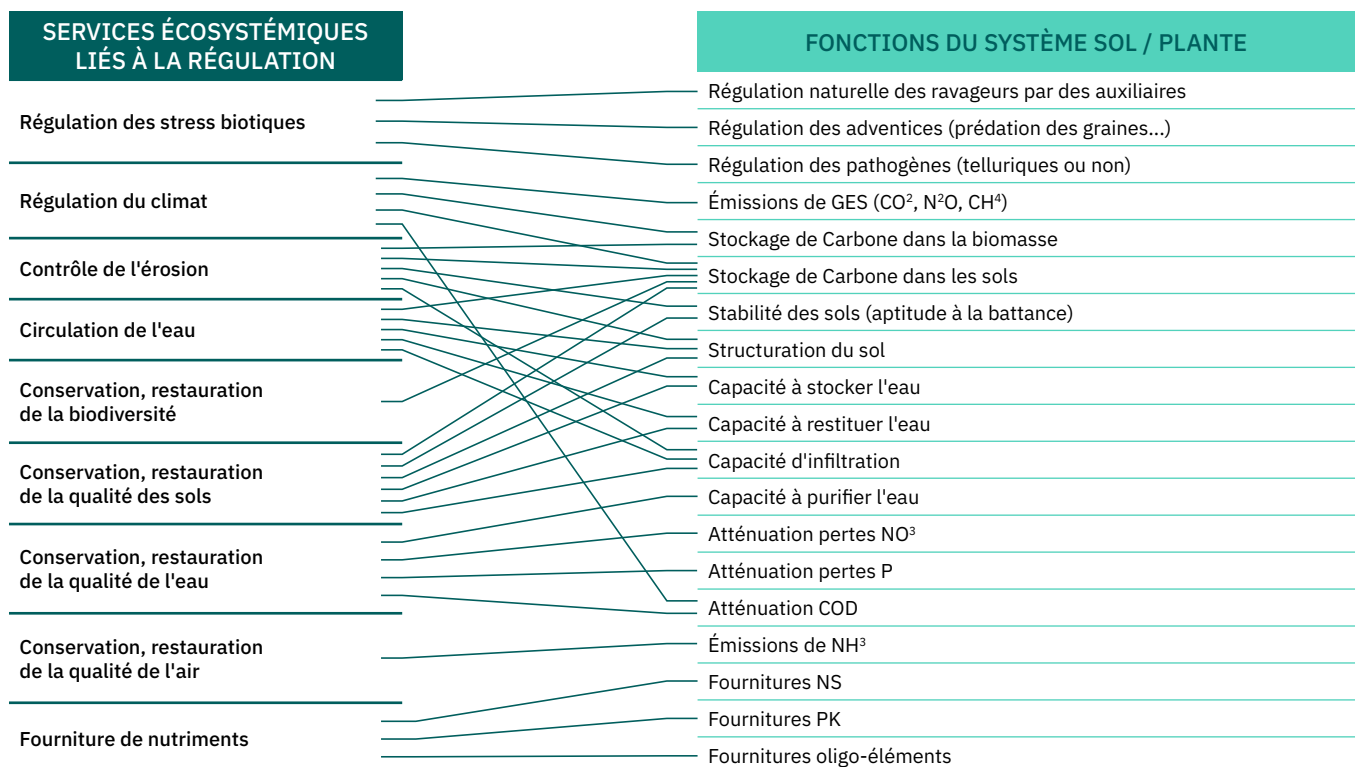 SERVICES ÉCOSYSTÉMIQUES
LIÉS À LA RÉGULATION
Régulation des stress biotiques
Régulation du climat
Contrôle de l'érosion
Circulation de l'eau
Conservation, restauration
de la biodiversité
Conservation, restauration
de la qualité des sols
Conservation, restauration
de la qualité de l'eau
Conservation, restauration
de la qualité de l'air
Fourniture de nutriments
FONCTIONS DU SYSTÈME SOL / PLANTE
Régulation naturelle des ravageurs par des auxiliaires
Régulation des adventices (prédation des graines...)
Régulation des pathogènes (telluriques ou non)
Émissions de GES (CO², N²O, CH⁴)
Stockage de Carbone dans la biomasse
Stockage de Carbone dans les sols
Stabilité des sols (aptitude à la battance)
Structuration du sol
Capacité à stocker l'eau
Capacité à restituer l'eau
Capacité d'infiltration
Capacité à purifier l'eau
Atténuation pertes NO³
Atténuation pertes P
Atténuation COD
Émissions de NH³
Fournitures NS
Fournitures PK
Fournitures oligo-éléments